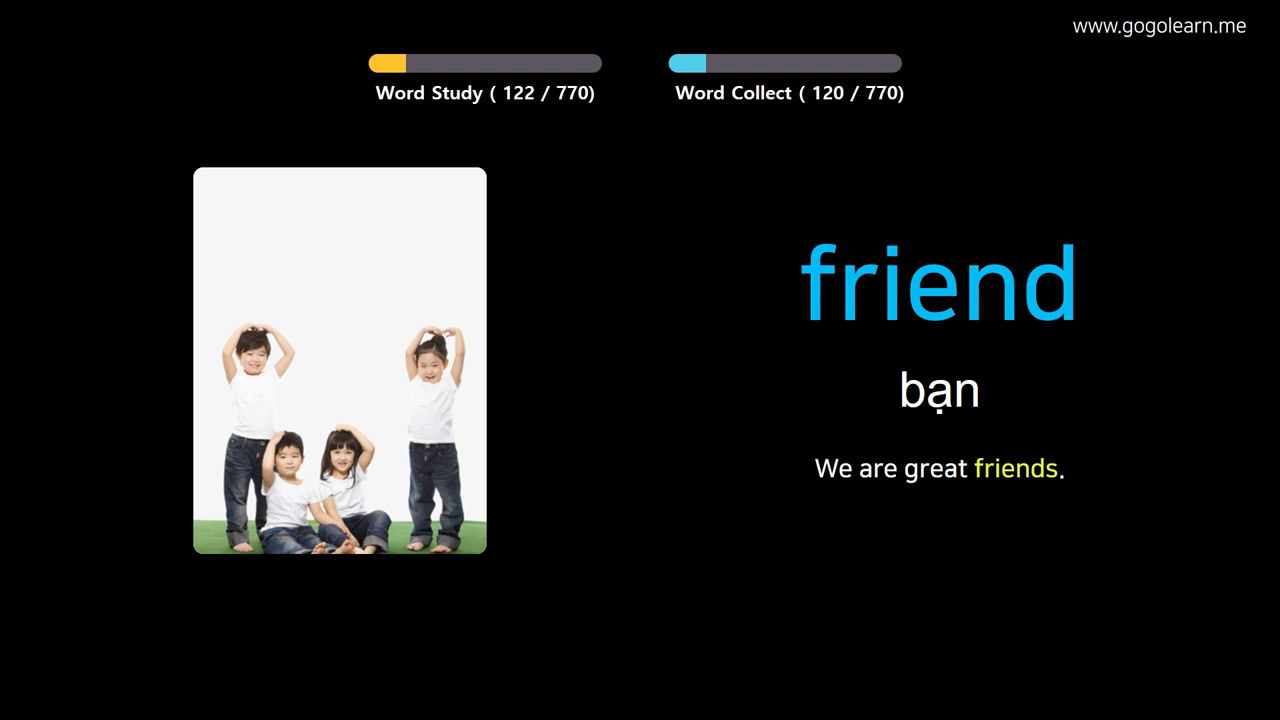 www.gogolearn.me
Word Study ( 122 / 770)
Word Collect ( 120 / 770)
friend
bạn
We are great friends.